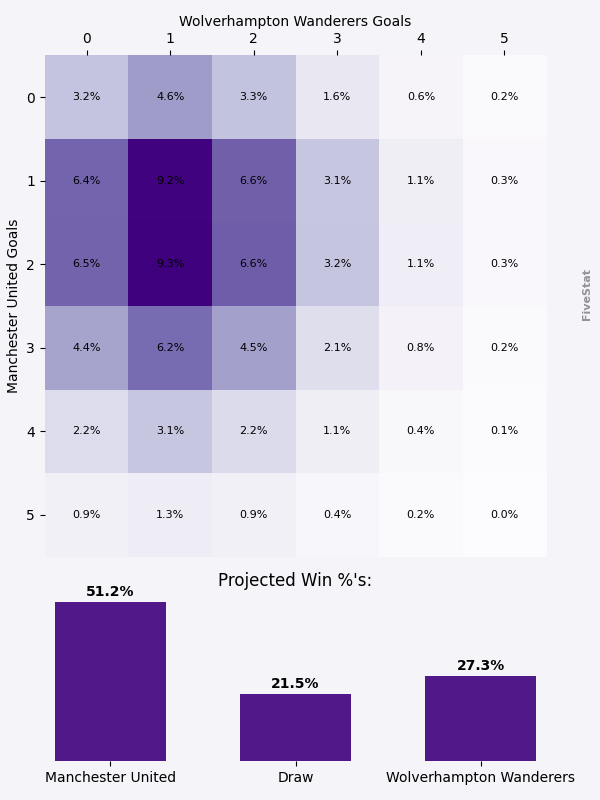 Wolverhampton Wanderers Goals
0 1 2 3 4 5
Manchester United Goals
0 3.2% 4.6% 3.3% 1.6% 0.6% 0.2%
1 6.4% 9.2% 6.6% 3.1% 1.1% 0.3%
2 6.5% 9.3% 6.6% 3.2% 1.1% 0.3%
3 4.4% 6.2% 4.5% 2.1% 0.8% 0.2%
4 2.2% 3.1% 2.2% 1.1% 0.4% 0.1%
5 0.9% 1.3% 0.9% 0.4% 0.2% 0.0%
FiveStat
Projected Win %'s:
51.2% 21.5% 27.3%
Manchester United Draw Wolverhampton Wanderers